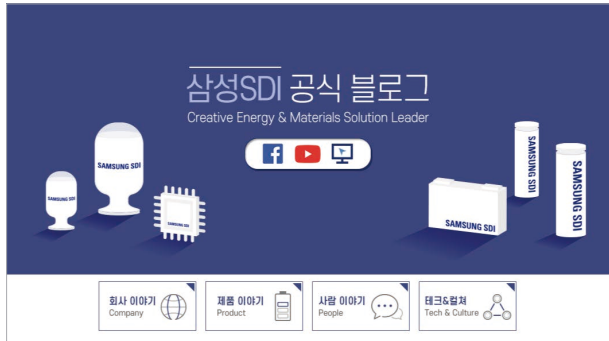 삼성SDI 공식 블로그
Creative Energy & Materials Solution Leader
SAMSUNG SDI
SAMSUNG SDI
SAMSUNG SDI
SAMSUNG SDI
SAMSUNG SDI
SAMSUNG SDI
회사 이야기
Company
제품 이야기
Product
사람 이야기
People
테크&컬쳐
Tech & Culture